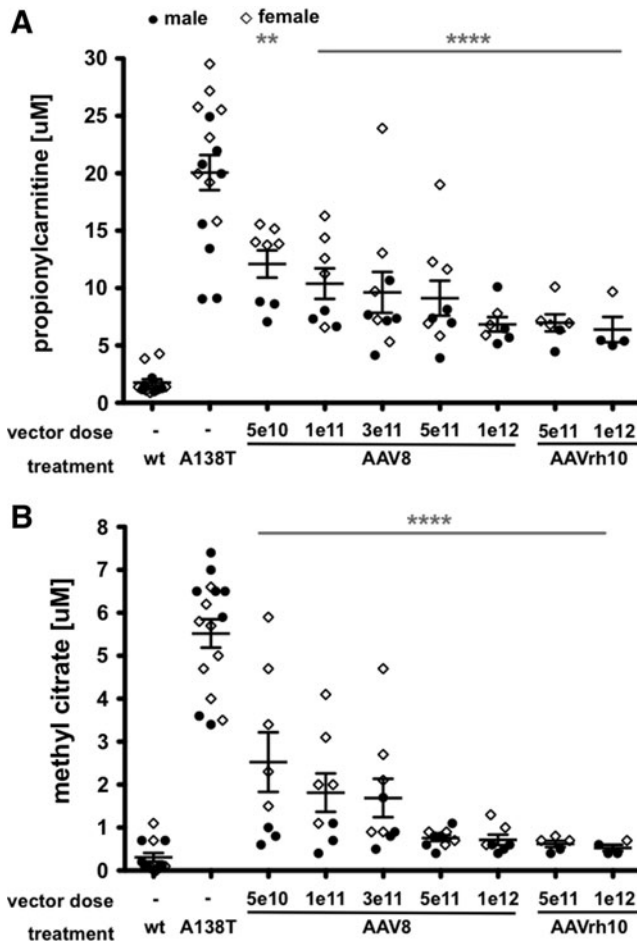 A ● male ◇ female
** ****
propionylcarnitine [uM]
30
25
20
15
10
5
0
vector dose - - 5e10 1e11 3e11 5e11 1e12 5e11 1e12
treatment wt A138T AAV8 AAVrh10
B
****
methyl citrate [uM]
8
7
6
5
4
3
2
1
0
vector dose - - 5e10 1e11 3e11 5e11 1e12 5e11 1e12
treatment wt A138T AAV8 AAVrh10